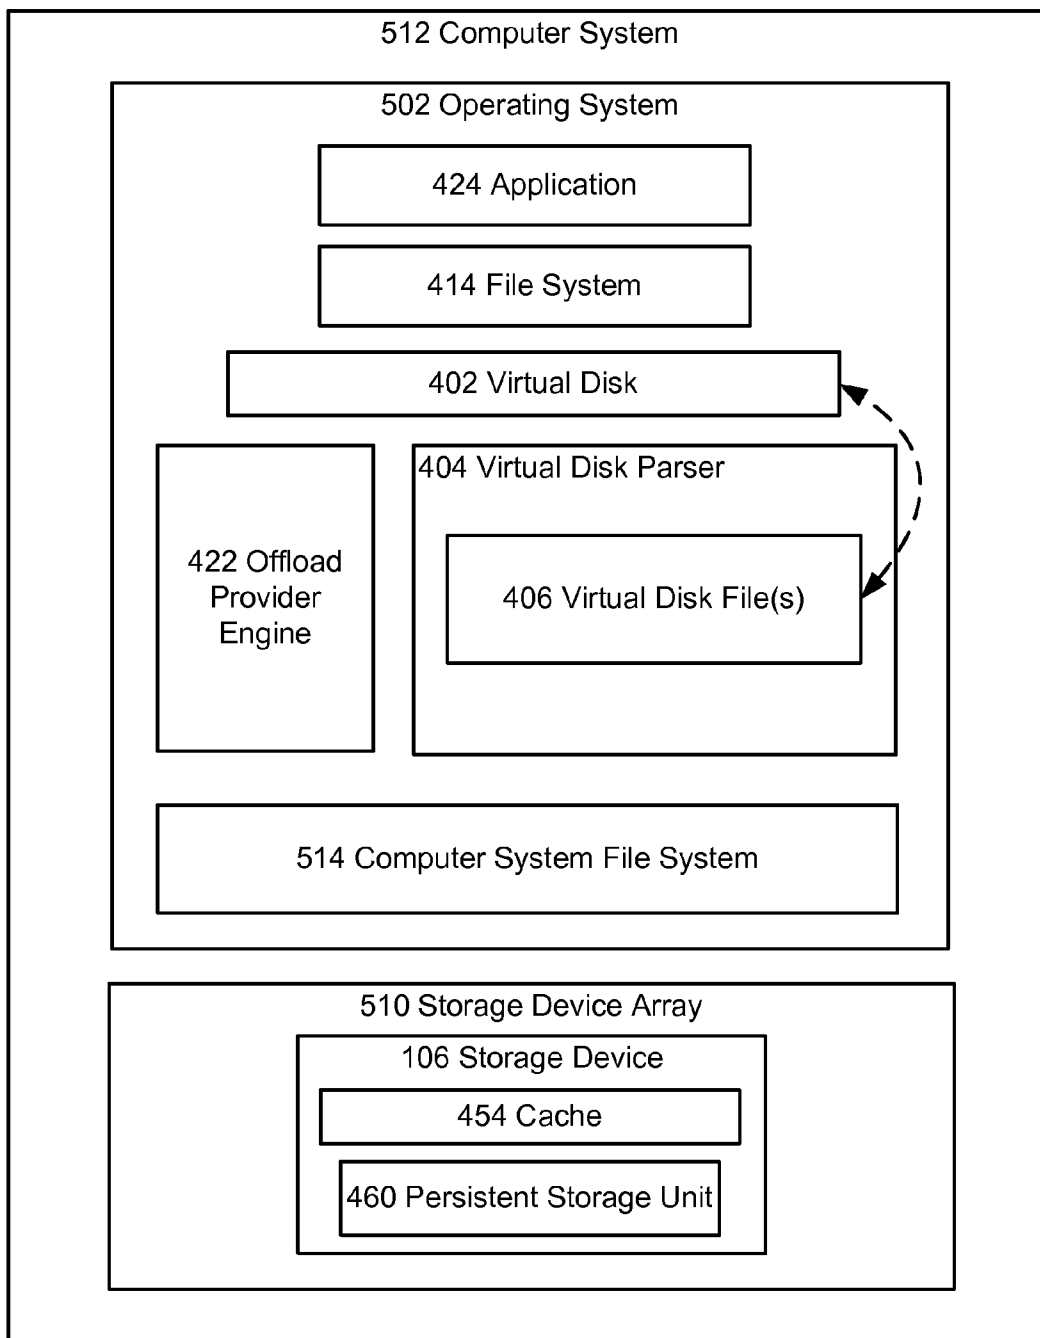 512 Computer System
502 Operating System
424 Application
414 File System
402 Virtual Disk
404 Virtual Disk Parser
422 Offload
Provider
Engine
406 Virtual Disk File(s)
514 Computer System File System
510 Storage Device Array
106 Storage Device
454 Cache
460 Persistent Storage Unit